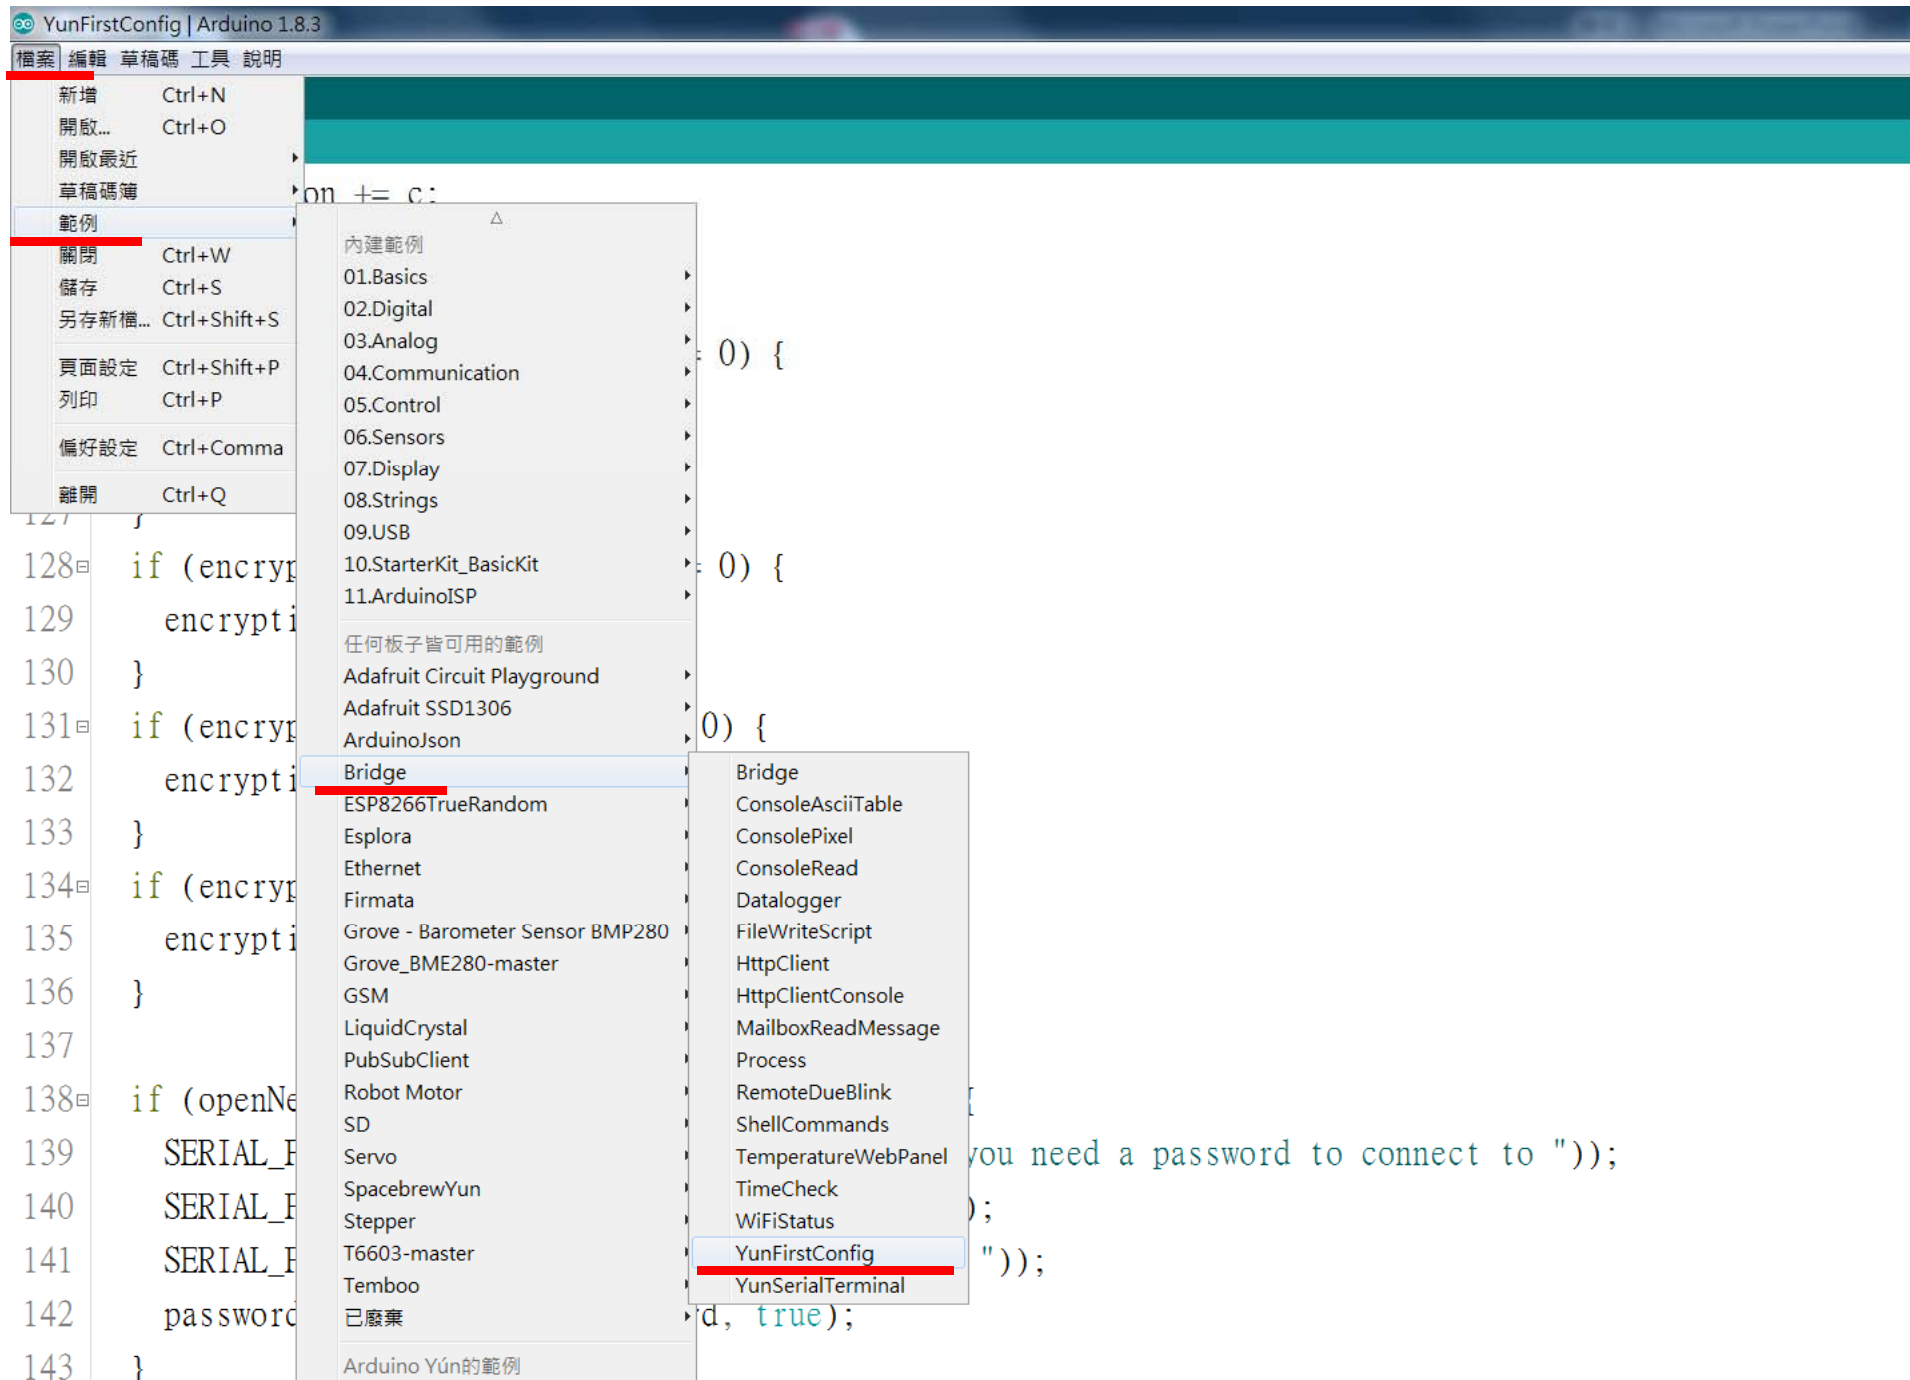 YunFirstConfig | Arduino 1.8.3
檔案 編輯 草稿碼 工具 說明
新增 Ctrl+N
開啟... Ctrl+O
開啟最近
草稿碼簿
範例
關閉 Ctrl+W
儲存 Ctrl+S
另存新檔... Ctrl+Shift+S
頁面設定 Ctrl+Shift+P
列印 Ctrl+P
偏好設定 Ctrl+Comma
離開 Ctrl+Q
△
內建範例
01.Basics
02.Digital
03.Analog
04.Communication
05.Control
06.Sensors
07.Display
08.Strings
09.USB
10.StarterKit_BasicKit
11.ArduinoISP
任何板子皆可用的範例
Adafruit Circuit Playground
Adafruit SSD1306
ArduinoJson
Bridge
ESP8266TrueRandom
Esplora
Ethernet
Firmata
Grove - Barometer Sensor BMP280
Grove_BME280-master
GSM
LiquidCrystal
PubSubClient
Robot Motor
SD
Servo
SpacebrewYun
Stepper
T6603-master
Temboo
已廢棄
Arduino Yún的範例
Bridge
ConsoleAsciiTable
ConsolePixel
ConsoleRead
Datalogger
FileWriteScript
HttpClient
HttpClientConsole
MailboxReadMessage
Process
RemoteDueBlink
ShellCommands
TemperatureWebPanel
TimeCheck
WiFiStatus
YunFirstConfig
YunSerialTerminal
on += c;
0) {
127 }
128 if (encryp 0) {
129 encrypti
130 }
131 if (encryp 0) {
132 encrypti
133 }
134 if (encryp
135 encrypti
136 }
137
138 if (openNe {
139 SERIAL_P you need a password to connect to "));
140 SERIAL_P );
141 SERIAL_P "));
142 password d, true);
143 }